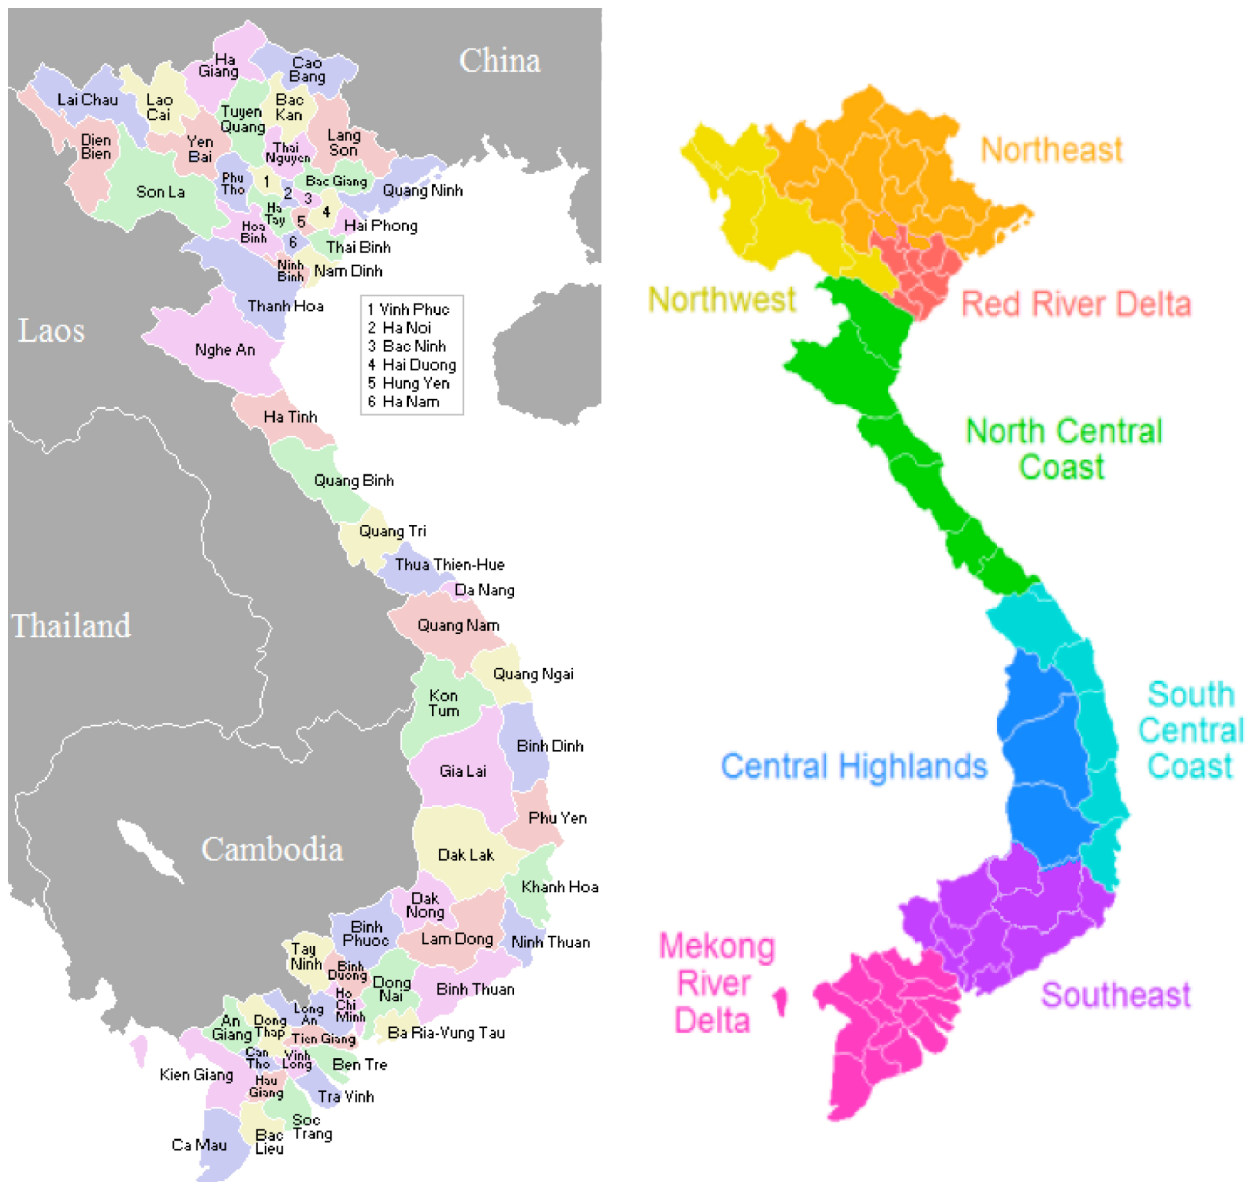 China
Ha
Giang
Cao
Bang
Lai Chau
Lao
Cai
Bac
Kan
Tuyen
Quang
Dien
Bien
Yen
Bai
Lang
Son
Thai
Nguyen
Phu
Tho
1
Bac Giang
Son La
2
3
Quang Ninh
Ha
Tay
4
5
Hai Phong
Hoa
Binh
6
Thai Binh
Ninh
Binh
Nam Dinh
Thanh Hoa
1 Vinh Phuc
2 Ha Noi
3 Bac Ninh
4 Hai Duong
5 Hung Yen
6 Ha Nam
Laos
Nghe An
Ha Tinh
Quang Binh
Quang Tri
Thua Thien-Hue
Da Nang
Thailand
Quang Nam
Quang Ngai
Kon
Tum
Binh Dinh
Gia Lai
Phu Yen
Cambodia
Dak Lak
Khanh Hoa
Dak
Nong
Binh
Phuoc
Lam Dong
Ninh Thuan
Tay
Ninh
Binh
Duong
Dong
Nai
Binh Thuan
Ho
Chi
Minh
Long
An
An
Giang
Dong
Thap
Tien Giang
Ba Ria-Vung Tau
Can
Tho
Vinh
Long
Ben Tre
Kien Giang
Hau
Giang
Tra Vinh
Soc
Trang
Ca Mau
Bac
Lieu
Northeast
Northwest
Red River Delta
North Central
Coast
South
Central
Coast
Central Highlands
Mekong
River
Delta
Southeast